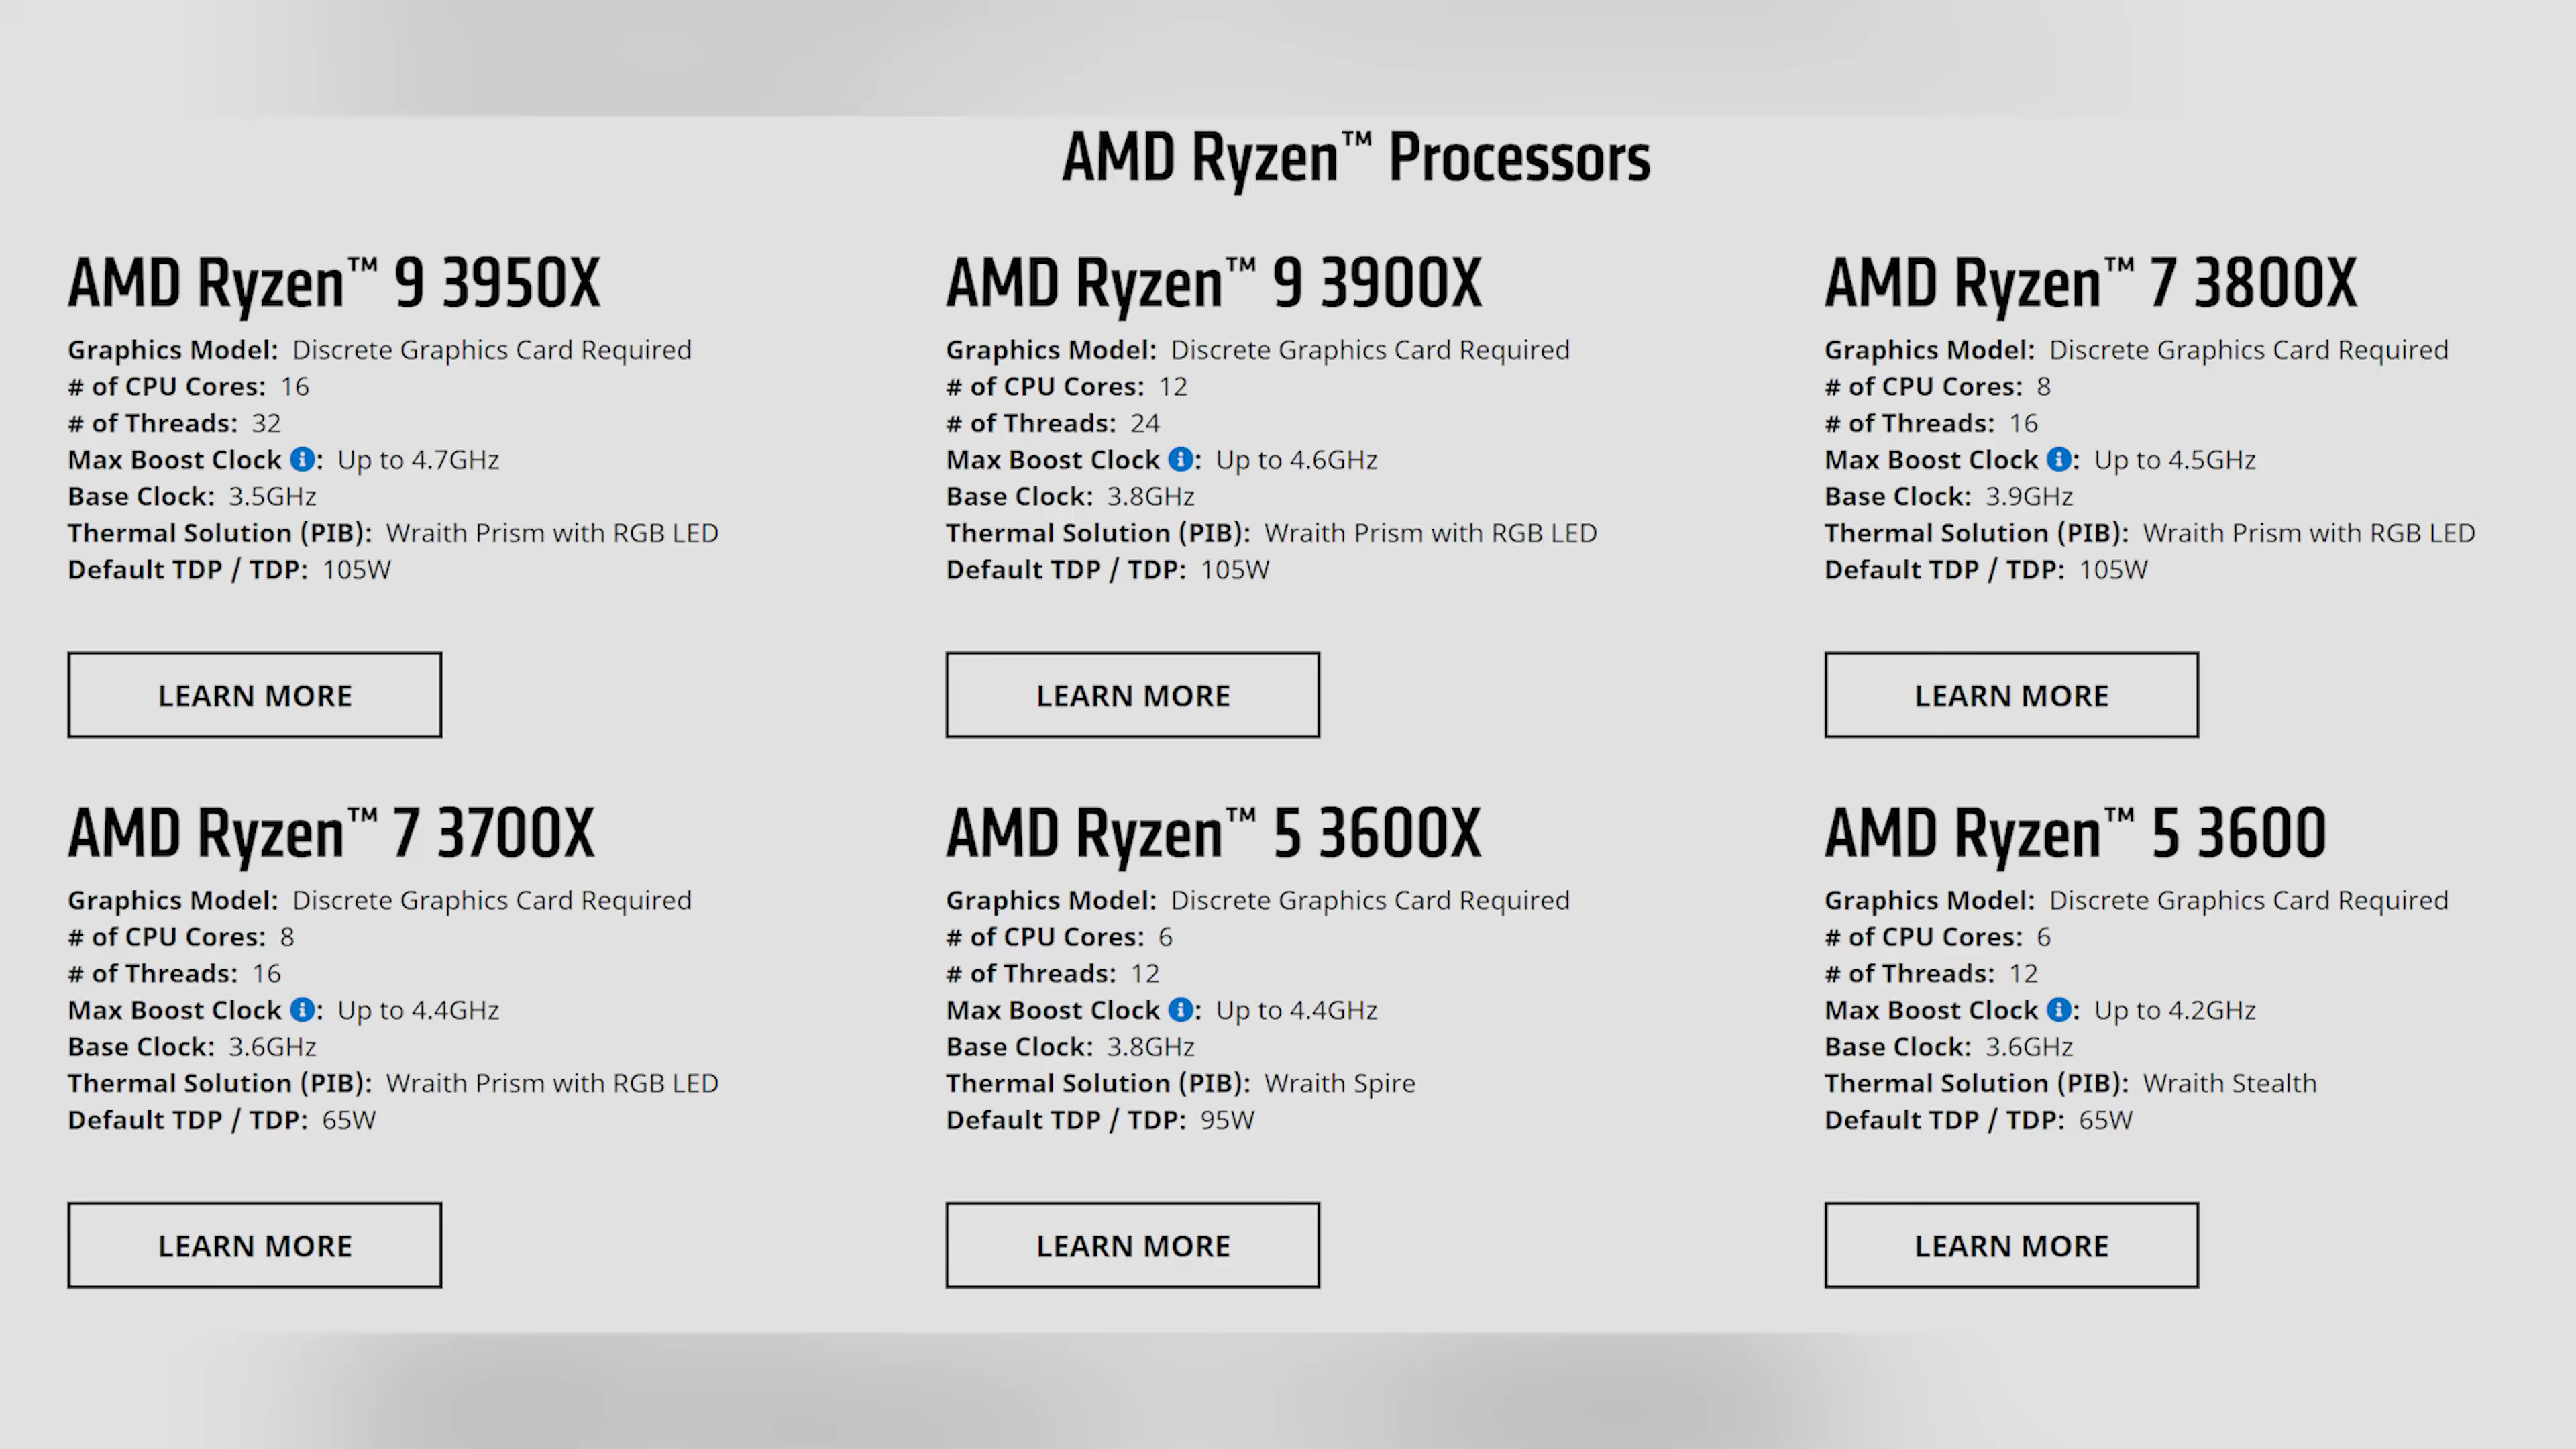 AMD Ryzen™ Processors
AMD Ryzen™ 9 3950X
Graphics Model: Discrete Graphics Card Required
# of CPU Cores: 16
# of Threads: 32
Max Boost Clock i: Up to 4.7GHz
Base Clock: 3.5GHz
Thermal Solution (PIB): Wraith Prism with RGB LED
Default TDP / TDP: 105W
LEARN MORE
AMD Ryzen™ 9 3900X
Graphics Model: Discrete Graphics Card Required
# of CPU Cores: 12
# of Threads: 24
Max Boost Clock i: Up to 4.6GHz
Base Clock: 3.8GHz
Thermal Solution (PIB): Wraith Prism with RGB LED
Default TDP / TDP: 105W
LEARN MORE
AMD Ryzen™ 7 3800X
Graphics Model: Discrete Graphics Card Required
# of CPU Cores: 8
# of Threads: 16
Max Boost Clock i: Up to 4.5GHz
Base Clock: 3.9GHz
Thermal Solution (PIB): Wraith Prism with RGB LED
Default TDP / TDP: 105W
LEARN MORE
AMD Ryzen™ 7 3700X
Graphics Model: Discrete Graphics Card Required
# of CPU Cores: 8
# of Threads: 16
Max Boost Clock i: Up to 4.4GHz
Base Clock: 3.6GHz
Thermal Solution (PIB): Wraith Prism with RGB LED
Default TDP / TDP: 65W
LEARN MORE
AMD Ryzen™ 5 3600X
Graphics Model: Discrete Graphics Card Required
# of CPU Cores: 6
# of Threads: 12
Max Boost Clock i: Up to 4.4GHz
Base Clock: 3.8GHz
Thermal Solution (PIB): Wraith Spire
Default TDP / TDP: 95W
LEARN MORE
AMD Ryzen™ 5 3600
Graphics Model: Discrete Graphics Card Required
# of CPU Cores: 6
# of Threads: 12
Max Boost Clock i: Up to 4.2GHz
Base Clock: 3.6GHz
Thermal Solution (PIB): Wraith Stealth
Default TDP / TDP: 65W
LEARN MORE